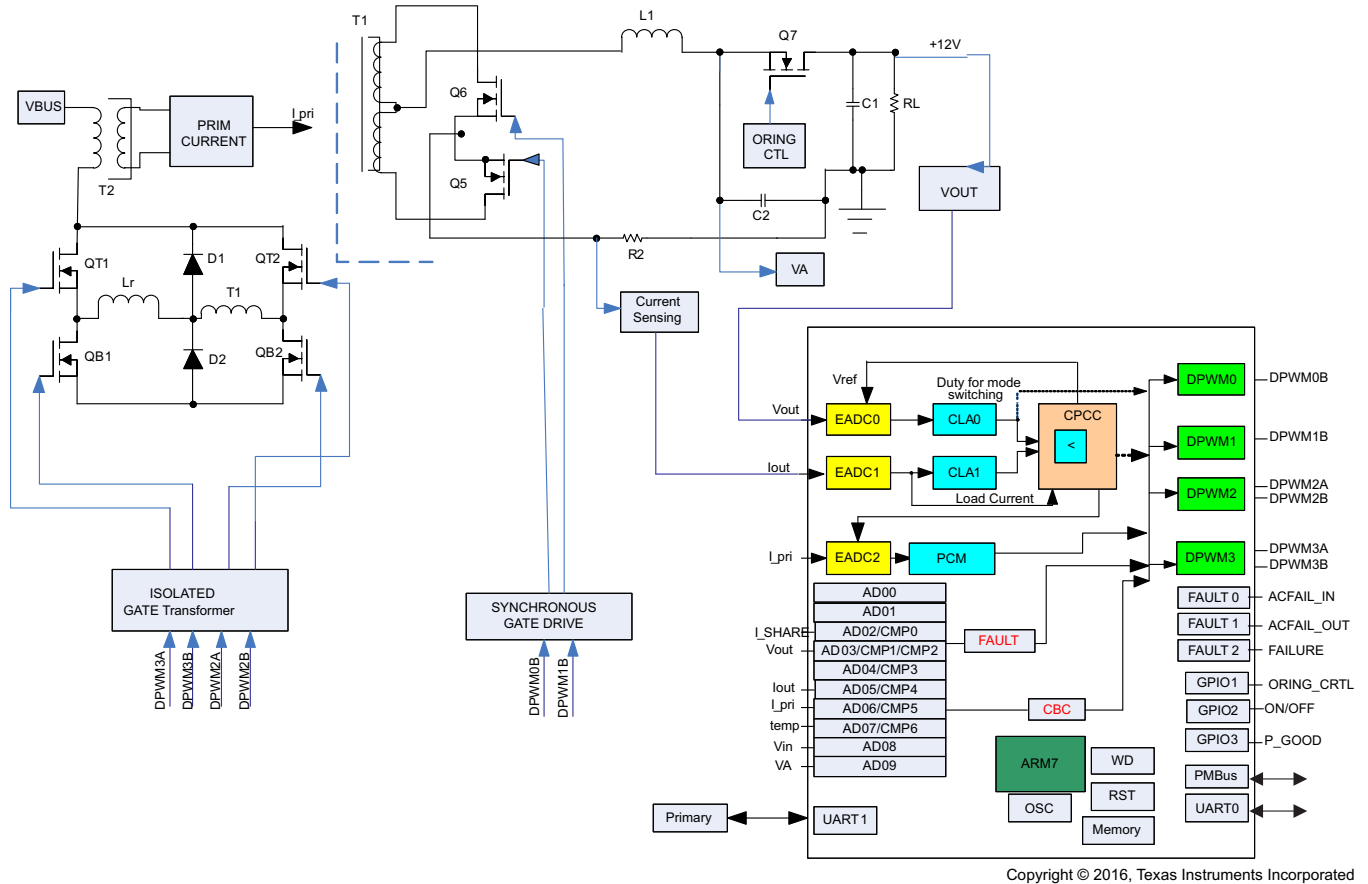 T1
L1
Q7
+12V
VBUS
PRIM
CURRENT
I_pri
T2
Q6
Q5
ORING
CTL
C1
RL
VOUT
C2
R2
VA
QT1
D1
QT2
Lr
T1
QB1
D2
QB2
Current
Sensing
ISOLATED
GATE Transformer
DPWM3A
DPWM3B
DPWM2A
DPWM2B
SYNCHRONOUS
GATE DRIVE
DPWM0B
DPWM1B
Vref
Duty for mode
switching
Vout
EADC0
CLA0
CPCC
<
Iout
EADC1
CLA1
Load Current
I_pri
EADC2
PCM
DPWM0
DPWM0B
DPWM1
DPWM1B
DPWM2
DPWM2A
DPWM2B
DPWM3
DPWM3A
DPWM3B
AD00
AD01
I_SHARE
AD02/CMP0
Vout
AD03/CMP1/CMP2
AD04/CMP3
Iout
AD05/CMP4
I_pri
AD06/CMP5
temp
AD07/CMP6
Vin
AD08
VA
AD09
FAULT
CBC
FAULT 0
ACFAIL_IN
FAULT 1
ACFAIL_OUT
FAULT 2
FAILURE
GPIO1
ORING_CRTL
GPIO2
ON/OFF
GPIO3
P_GOOD
ARM7
WD
OSC
RST
Memory
PMBus
UART0
Primary
UART1
Copyright © 2016, Texas Instruments Incorporated